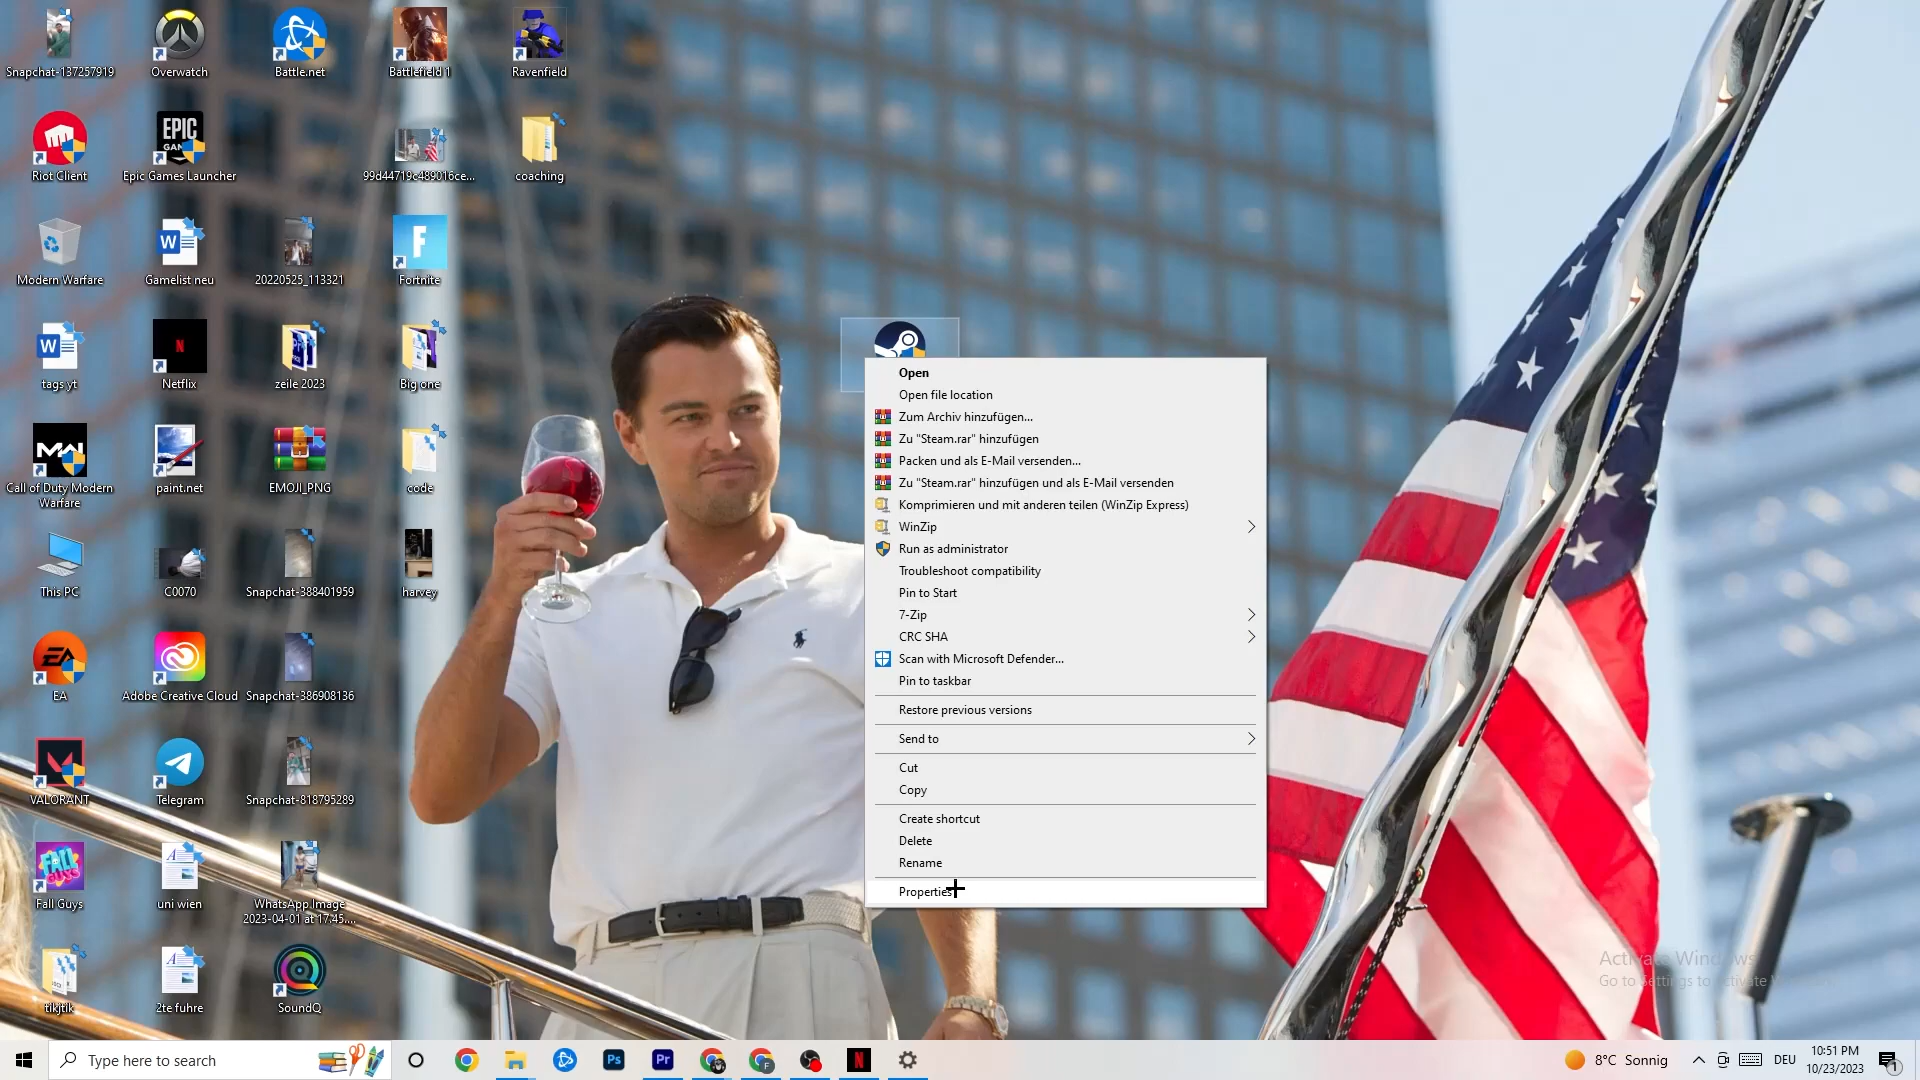 Snapchat-137257919
Overwatch
Battle.net
Battlefield 1
Ravenfield
EPIC
GAMES
Riot Client
Epic Games Launcher
99d44719c489016ce...
coaching
Modern Warfare
Gamelist neu
20220525_113321
Fortnite
tags yt
Netflix
zeile 2023
Big one
Call of Duty Modern
Warfare
paint.net
EMOJI_PNG
code
This PC
C0070
Snapchat-388401959
harvey
EA
Adobe Creative Cloud
Snapchat-386908136
VALORANT
Telegram
Snapchat-818795289
Fall Guys
uni wien
WhatsApp Image
2023-04-01 at 17.45....
tikjtik
2te fuhre
SoundQ
Open
Open file location
Zum Archiv hinzufügen...
Zu "Steam.rar" hinzufügen
Packen und als E-Mail versenden...
Zu "Steam.rar" hinzufügen und als E-Mail versenden
Komprimieren und mit anderen teilen (WinZip Express)
WinZip
Run as administrator
Troubleshoot compatibility
Pin to Start
7-Zip
CRC SHA
Scan with Microsoft Defender...
Pin to taskbar
Restore previous versions
Send to
Cut
Copy
Create shortcut
Delete
Rename
Properties
Activate Windows
Go to Settings to activate
Type here to search
8°C Sonnig
DEU
10:51 PM
10/23/2023